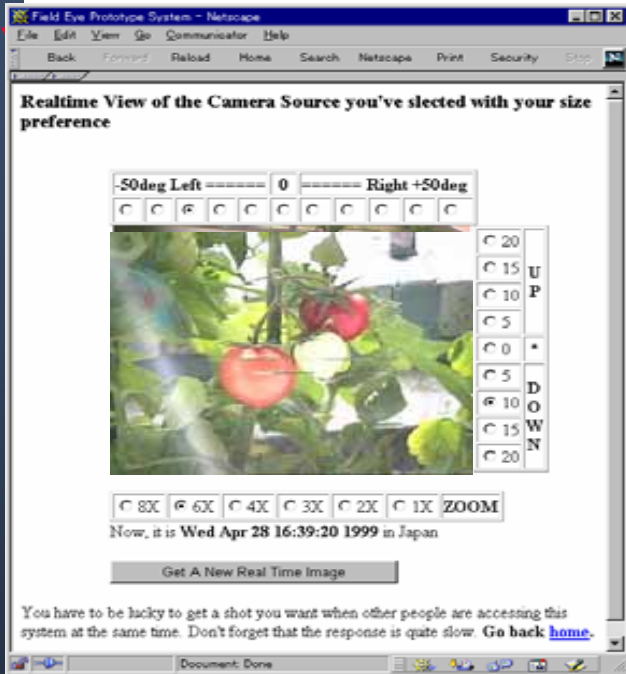 Field Eye Prototype System - Netscape
File Edit View Go Communicator Help
Back Forward Reload Home Search Netscape Print Security Stop
Realtime View of the Camera Source you've slected with your size
preference
-50deg Left ====== 0 ====== Right +50deg
20
15
10
5
UP
0 *
5
10
15
20
DOWN
8X 6X 4X 3X 2X 1X ZOOM
Now, it is Wed Apr 28 16:39:20 1999 in Japan
Get A New Real Time Image
You have to be lucky to get a shot you want when other people are accessing this
system at the same time. Don't forget that the response is quite slow. Go back home.
Document: Done